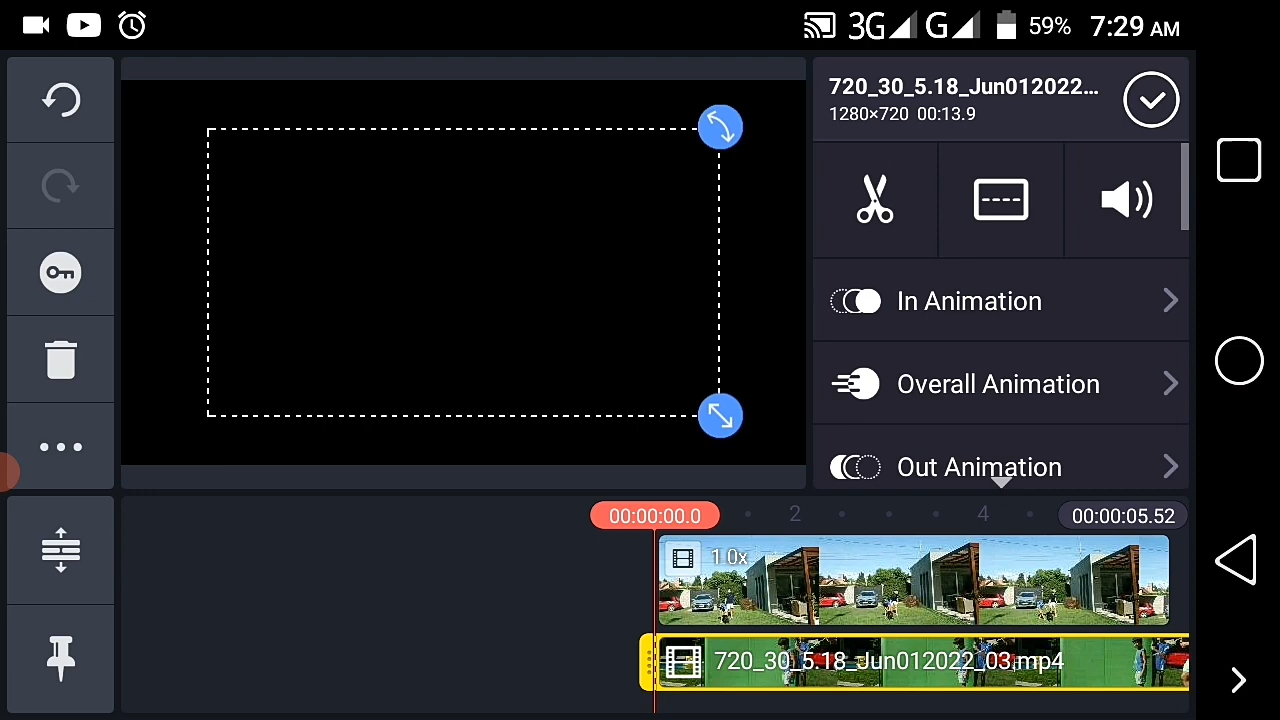 3G G 59% 7:29 AM
720_30_5.18_Jun012022...
1280×720 00:13.9
In Animation
Overall Animation
Out Animation
00:00:00.0 2 4 00:00:05.52
1.0x
720_30_5.18_Jun012022_03.mp4